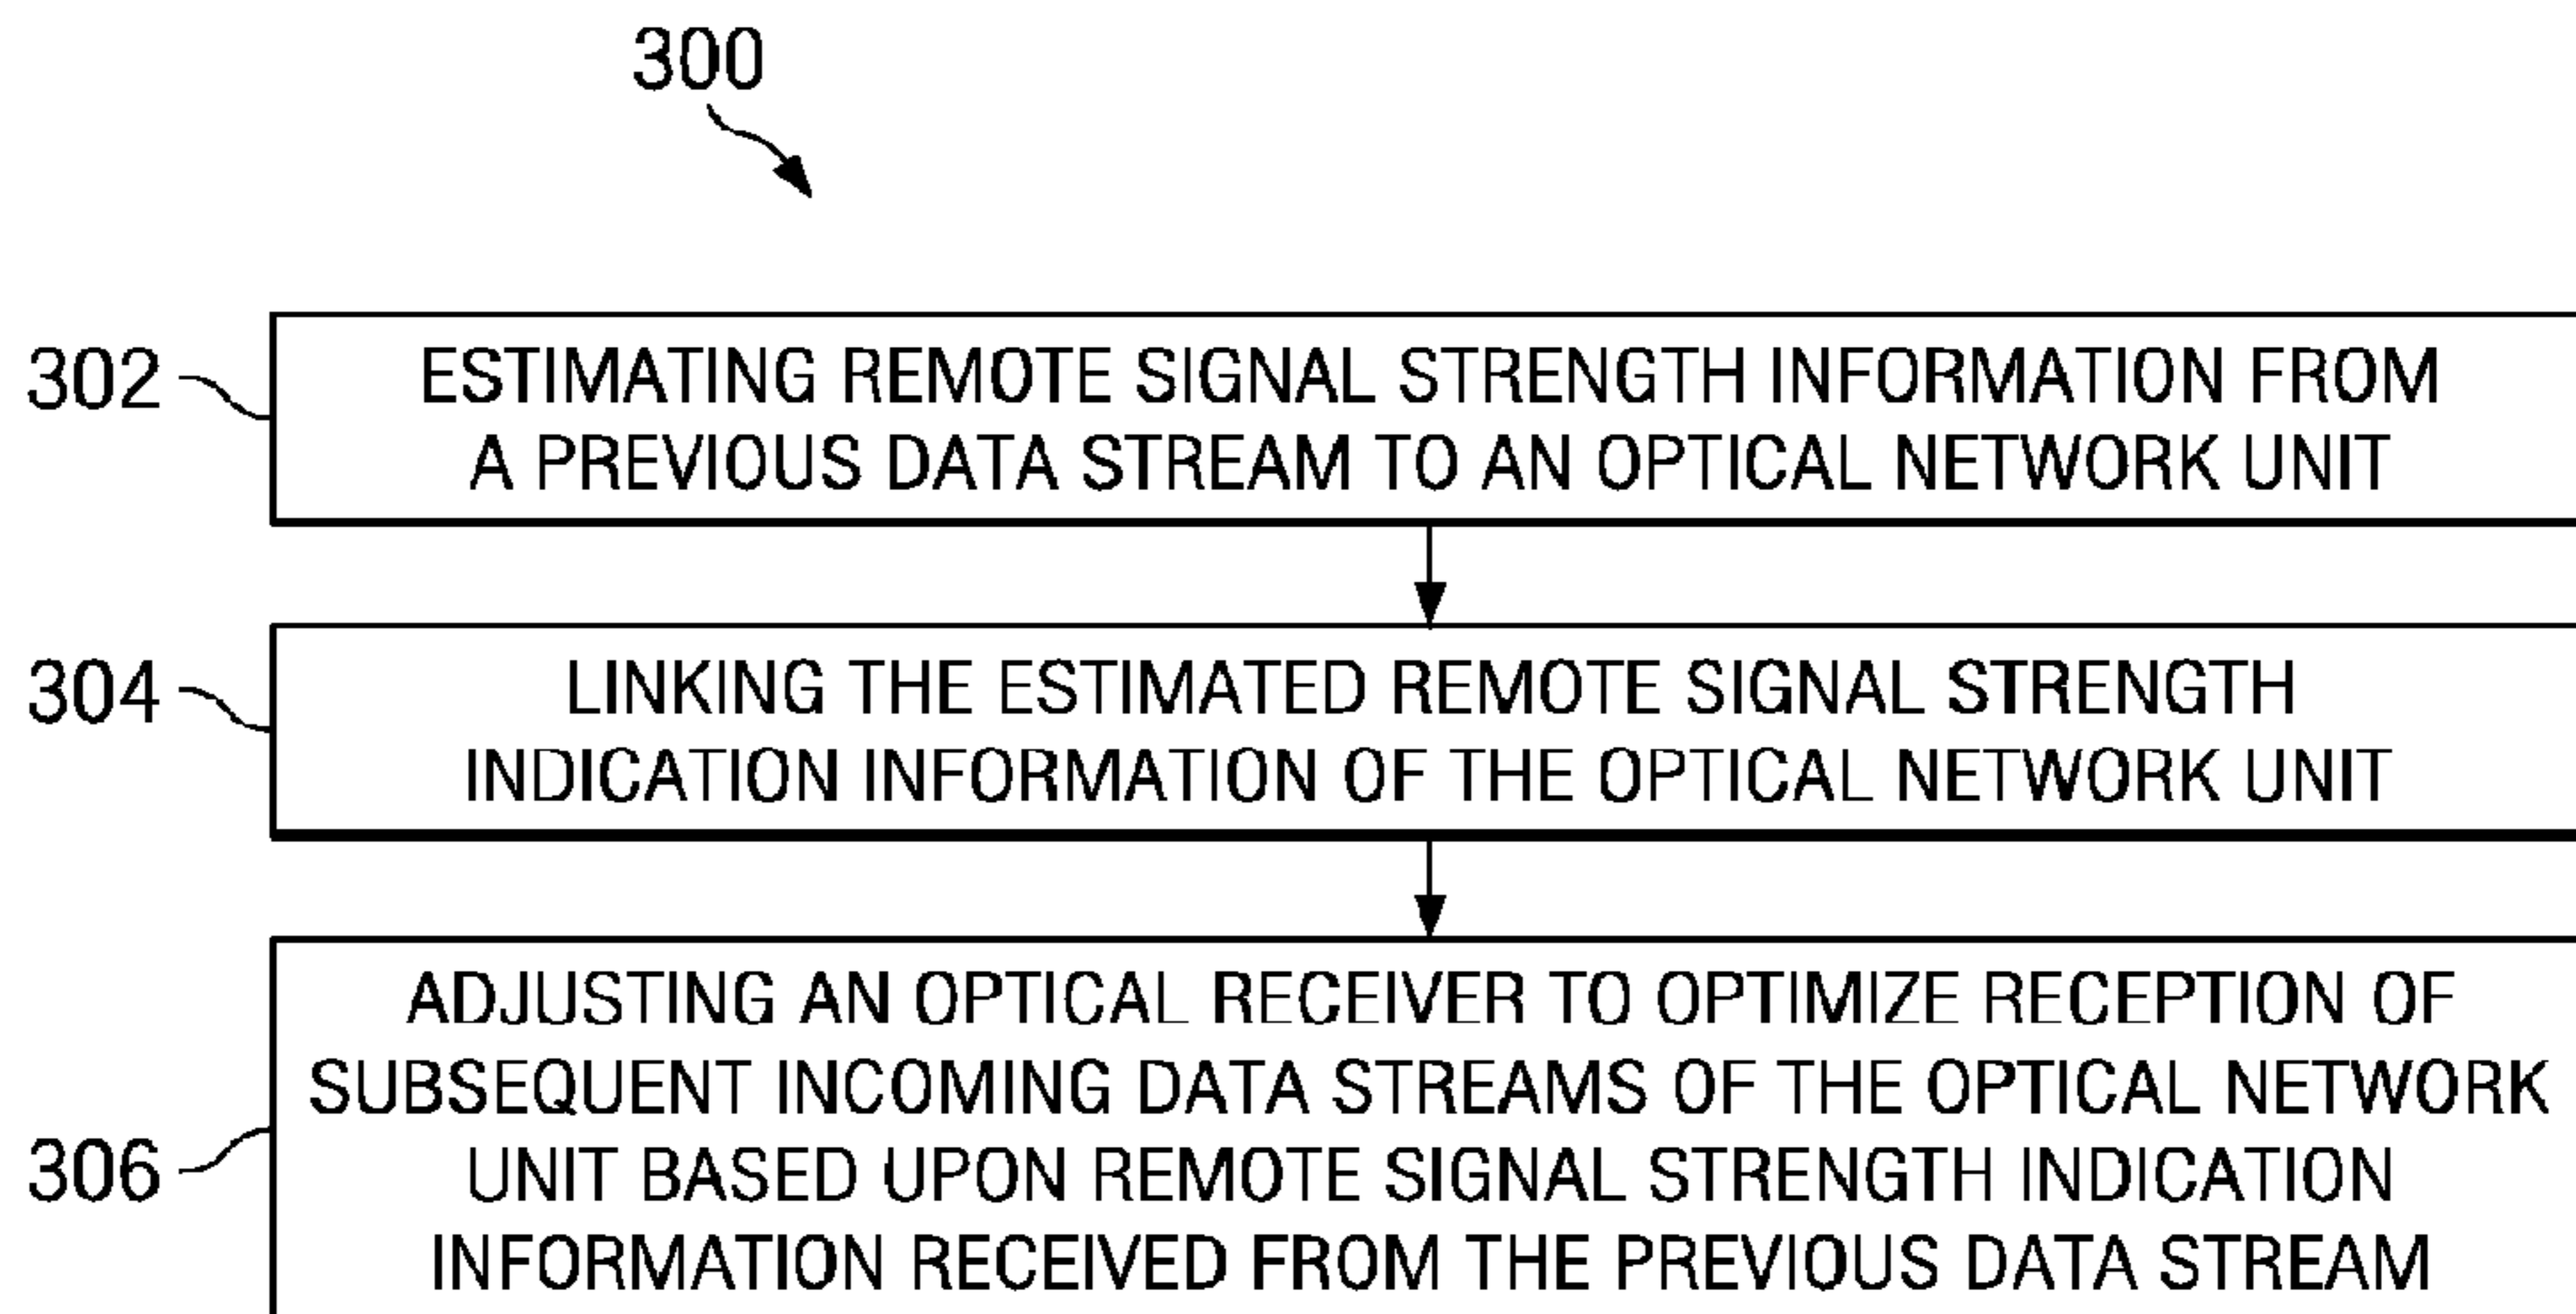 300
302
ESTIMATING REMOTE SIGNAL STRENGTH INFORMATION FROM
A PREVIOUS DATA STREAM TO AN OPTICAL NETWORK UNIT
304
LINKING THE ESTIMATED REMOTE SIGNAL STRENGTH
INDICATION INFORMATION OF THE OPTICAL NETWORK UNIT
306
ADJUSTING AN OPTICAL RECEIVER TO OPTIMIZE RECEPTION OF
SUBSEQUENT INCOMING DATA STREAMS OF THE OPTICAL NETWORK
UNIT BASED UPON REMOTE SIGNAL STRENGTH INDICATION
INFORMATION RECEIVED FROM THE PREVIOUS DATA STREAM